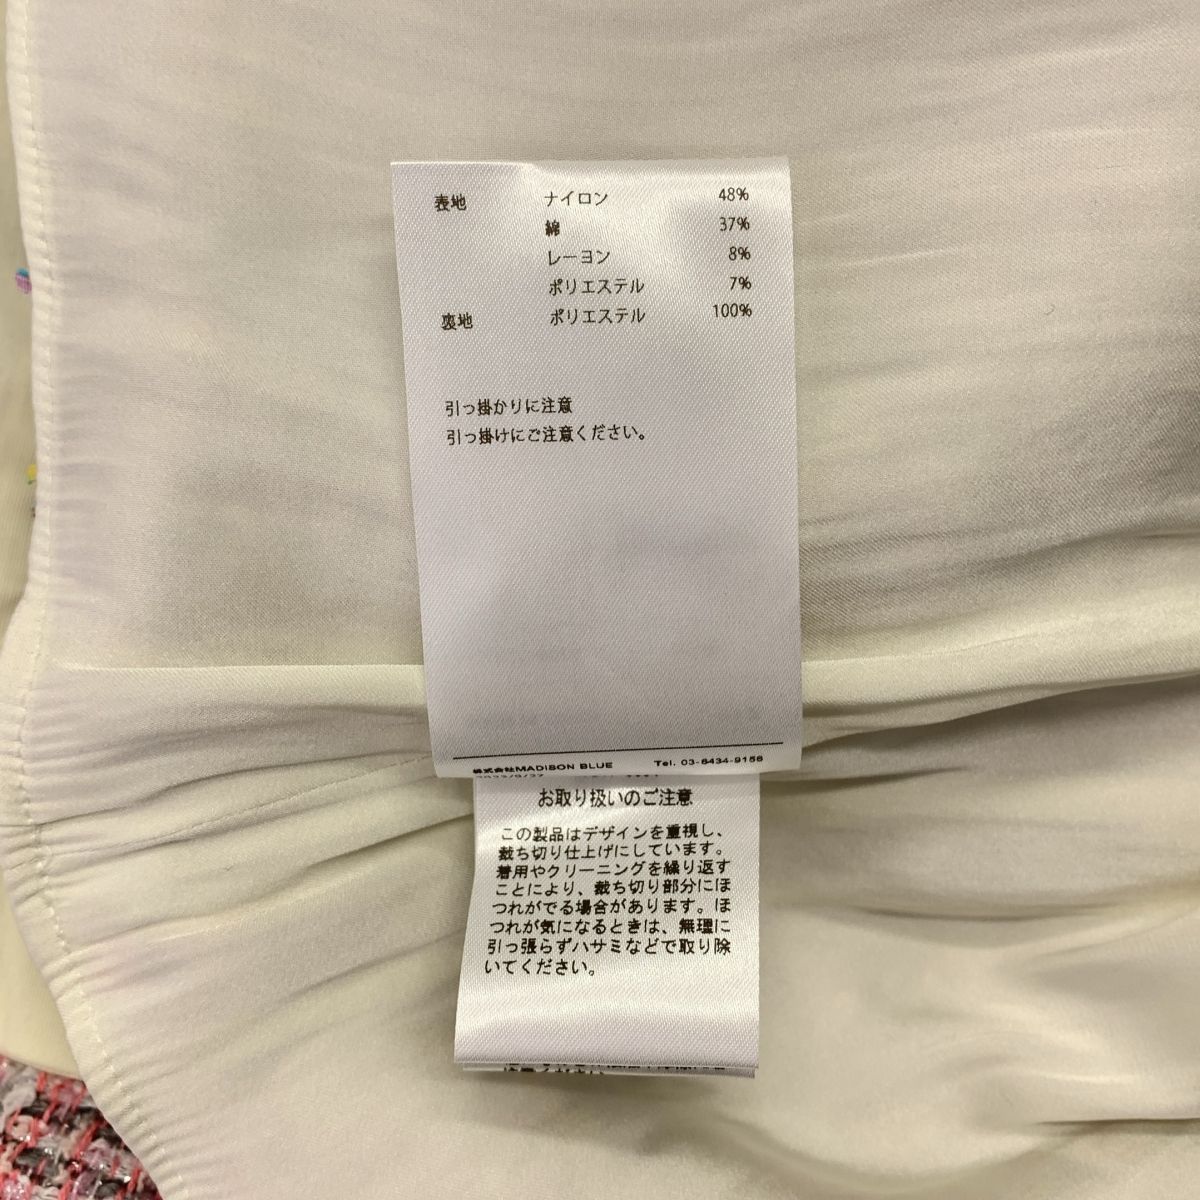 表地 ナイロン 48%
綿 37%
レーヨン 8%
ポリエステル 7%
裏地 ポリエステル 100%
引っ掛かりに注意
引っ掛けにご注意ください。
株式会社MADISON BLUE Tel. 03-6434-9156
お取り扱いのご注意
この製品はデザインを重視し、
裁ち切り仕上げにしています。
着用やクリーニングを繰り返す
ことにより、裁ち切り部分にほ
つれがでる場合があります。ほ
つれが気になるときは、無理に
引っ張らずハサミなどで取り除
いてください。